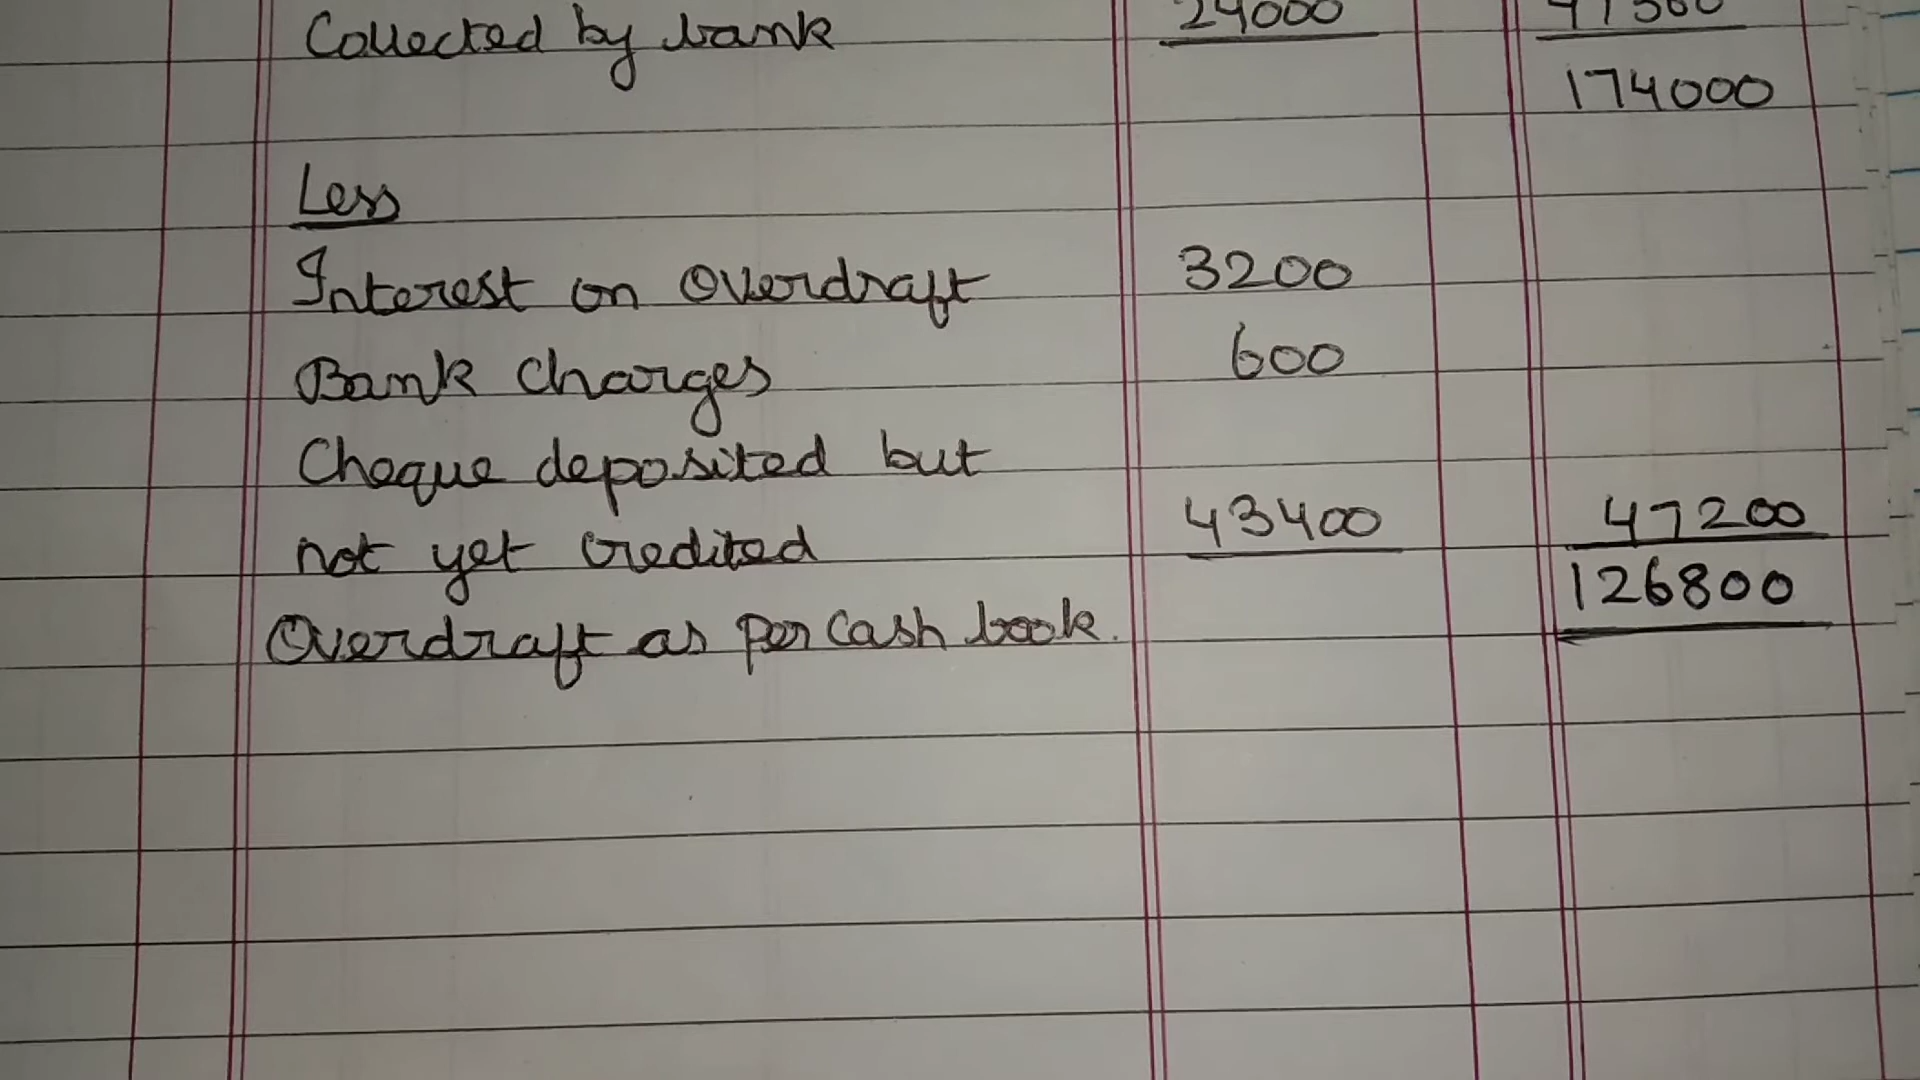 Collected by bank 24000
174000
Less
Interest on Overdraft 3200
Bank charges 600
Cheque deposited but
not yet credited 43400 47200
Overdraft as per Cash book. 126800